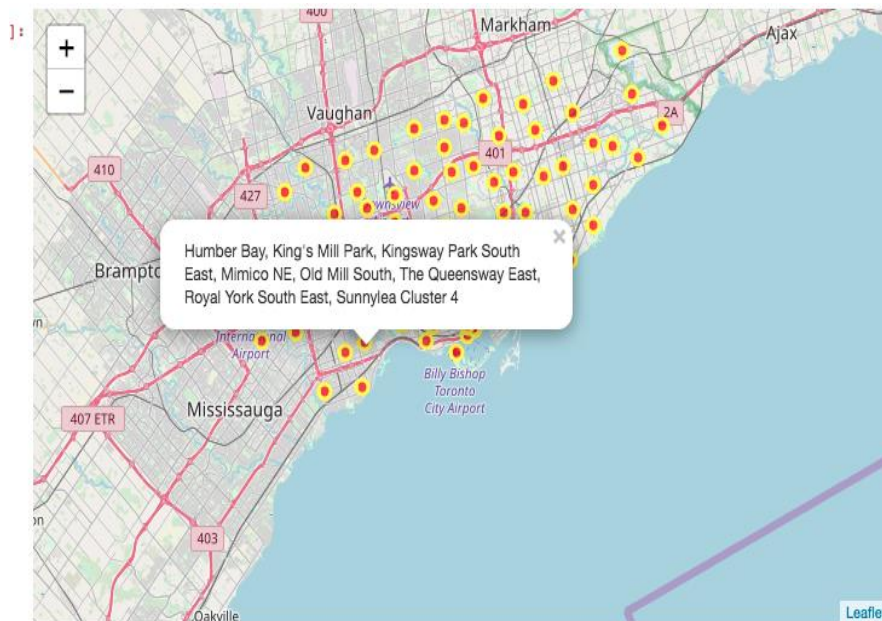 ]:
+
−
400
Markham
Ajax
Vaughan
2A
401
410
427
Humber Bay, King's Mill Park, Kingsway Park South
East, Mimico NE, Old Mill South, The Queensway East,
Royal York South East, Sunnylea Cluster 4
×
Brampto
International
Airport
Billy Bishop
Toronto
City Airport
Mississauga
407 ETR
403
Oakville
Leafle